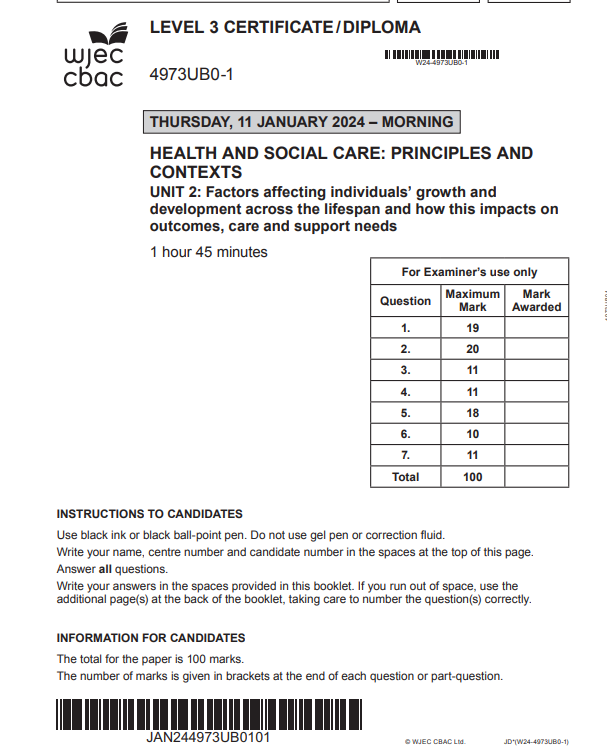 wjec
cbac
LEVEL 3 CERTIFICATE/DIPLOMA
4973UB0-1
W24-4973UB0-1
THURSDAY, 11 JANUARY 2024 – MORNING
HEALTH AND SOCIAL CARE: PRINCIPLES AND
CONTEXTS
UNIT 2: Factors affecting individuals’ growth and
development across the lifespan and how this impacts on
outcomes, care and support needs
1 hour 45 minutes
For Examiner’s use only
Question Maximum Mark Mark Awarded
1. 19
2. 20
3. 11
4. 11
5. 18
6. 10
7. 11
Total 100
INSTRUCTIONS TO CANDIDATES
Use black ink or black ball-point pen. Do not use gel pen or correction fluid.
Write your name, centre number and candidate number in the spaces at the top of this page.
Answer all questions.
Write your answers in the spaces provided in this booklet. If you run out of space, use the
additional page(s) at the back of the booklet, taking care to number the question(s) correctly.
INFORMATION FOR CANDIDATES
The total for the paper is 100 marks.
The number of marks is given in brackets at the end of each question or part-question.
JAN244973UB0101
© WJEC CBAC Ltd.
JD*(W24-4973UB0-1)